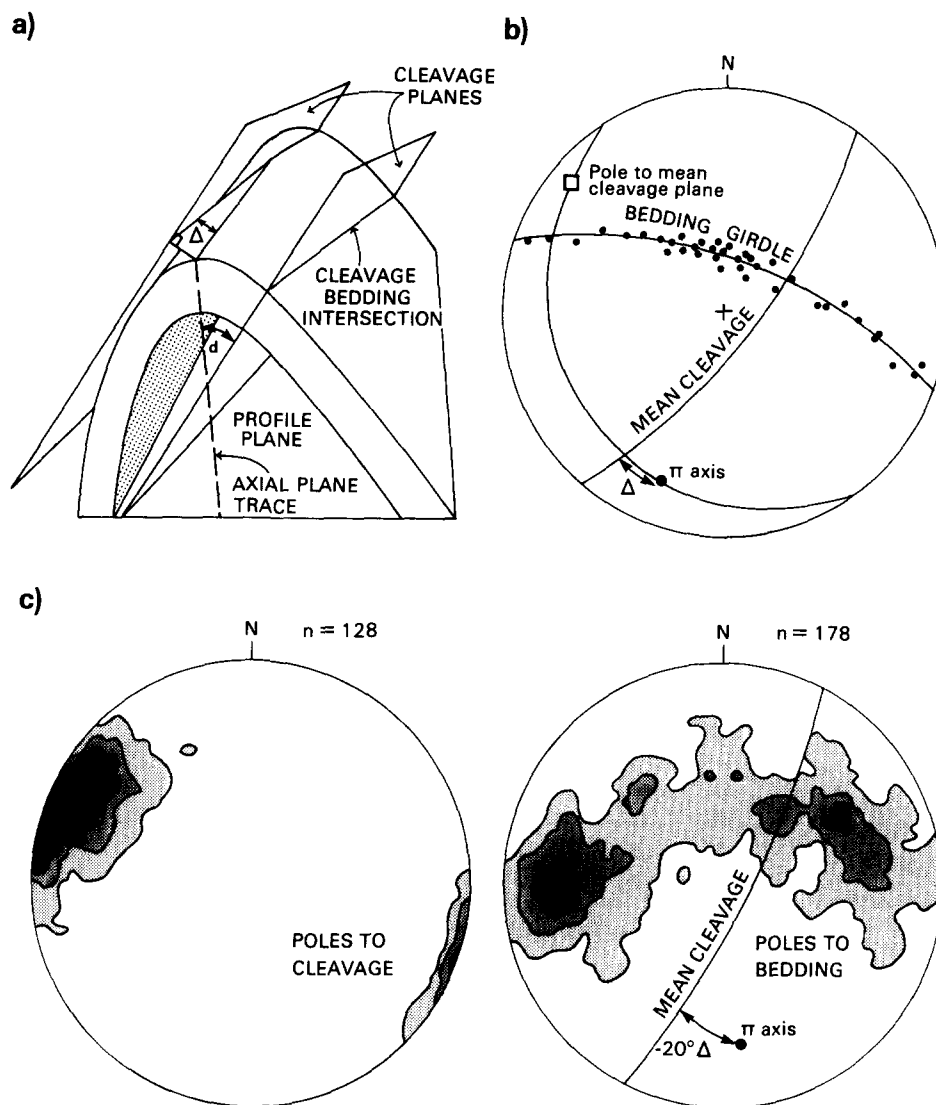 a)
CLEAVAGE
PLANES
Δ
CLEAVAGE
BEDDING
INTERSECTION
d
PROFILE
PLANE
AXIAL PLANE
TRACE
b)
N
Pole to mean
cleavage plane
BEDDING GIRDLE
MEAN CLEAVAGE
π axis
Δ
c)
N n = 128
POLES TO
CLEAVAGE
N n = 178
MEAN CLEAVAGE
POLES TO
BEDDING
π axis
-20° Δ